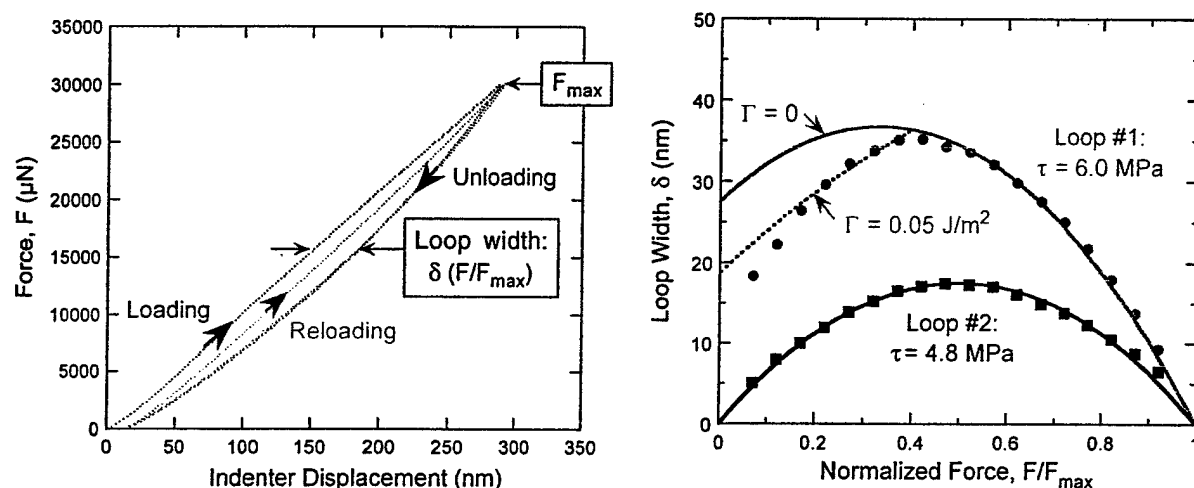 35000
30000
25000
20000
15000
10000
5000
0
Force, F (µN)
F_max
Unloading
Loop width:
δ (F/F_max)
Loading
Reloading
0 50 100 150 200 250 300 350
Indenter Displacement (nm)
50
40
30
20
10
0
Loop Width, δ (nm)
Γ = 0
Loop #1:
τ = 6.0 MPa
Γ = 0.05 J/m²
Loop #2:
τ = 4.8 MPa
0 0.2 0.4 0.6 0.8 1
Normalized Force, F/F_max